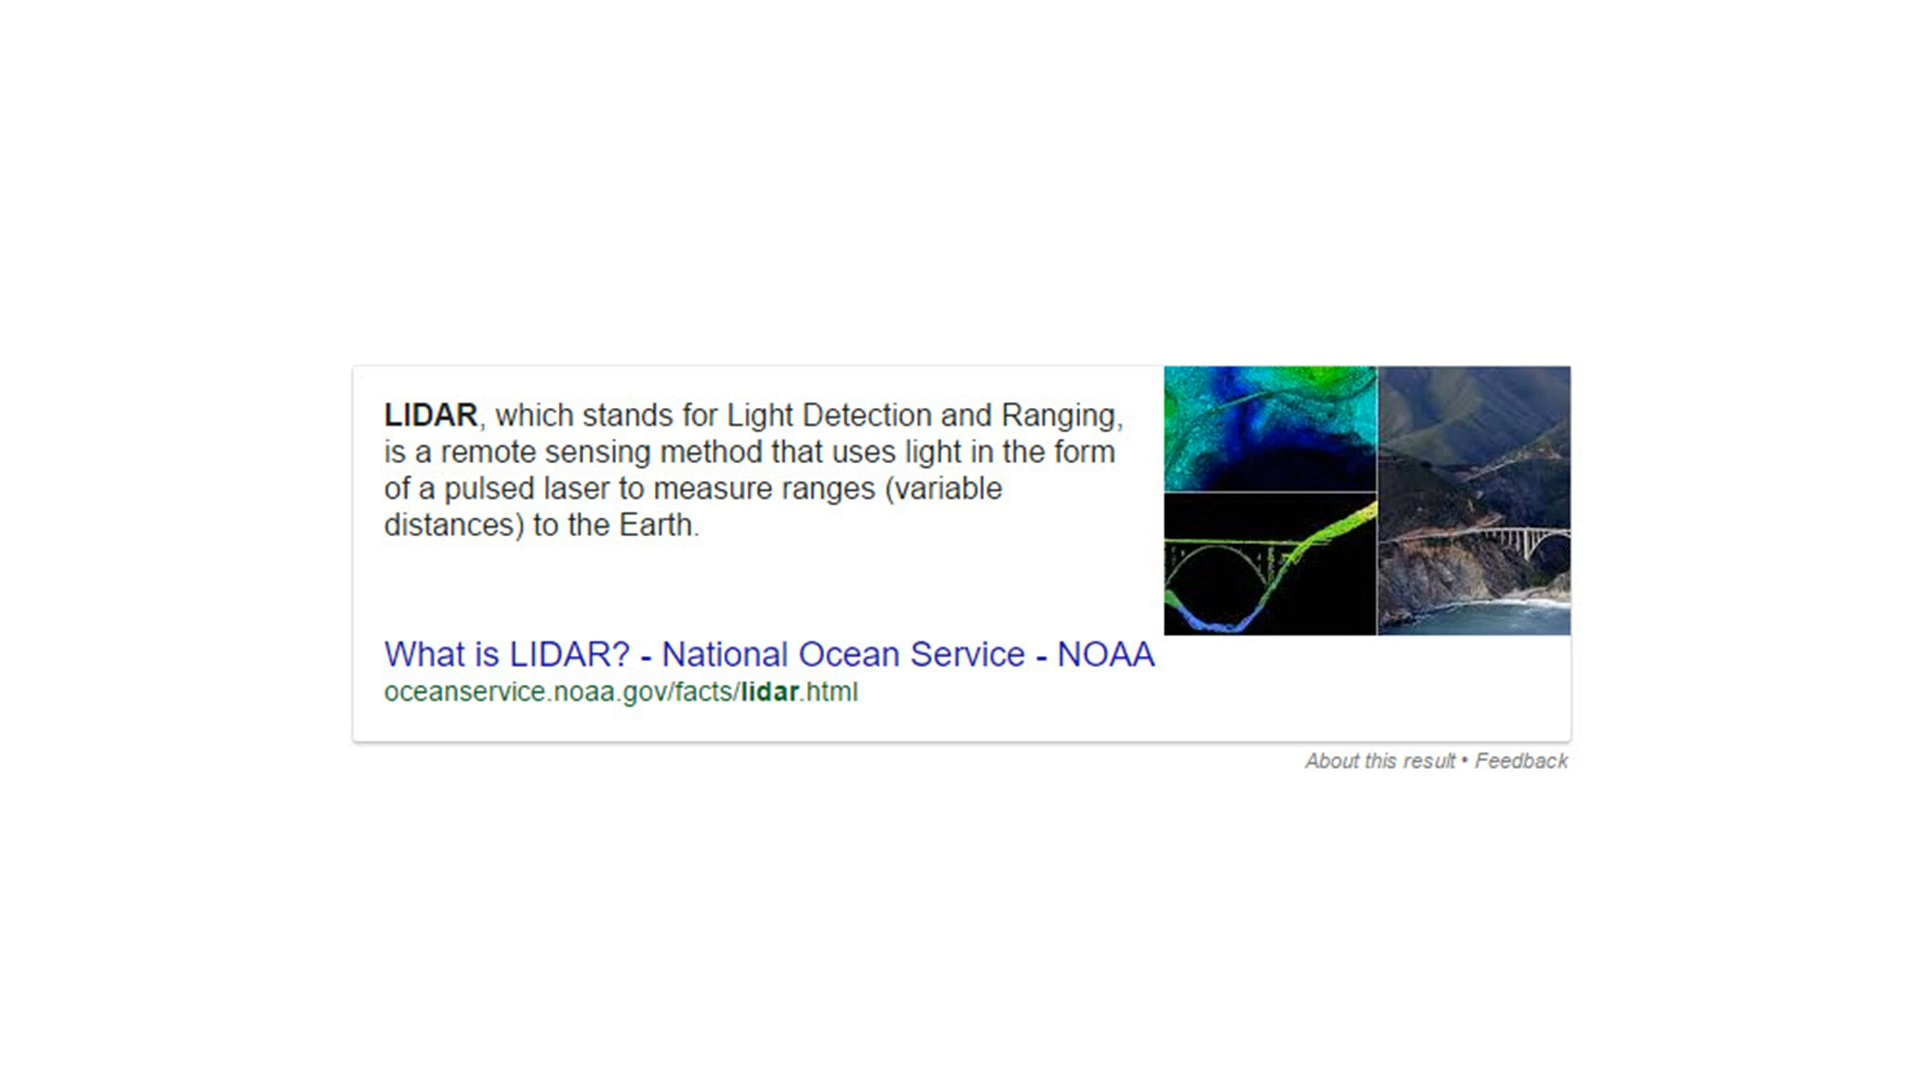 LIDAR, which stands for Light Detection and Ranging,
is a remote sensing method that uses light in the form
of a pulsed laser to measure ranges (variable
distances) to the Earth.
What is LIDAR? - National Ocean Service - NOAA
oceanservice.noaa.gov/facts/lidar.html
About this result • Feedback